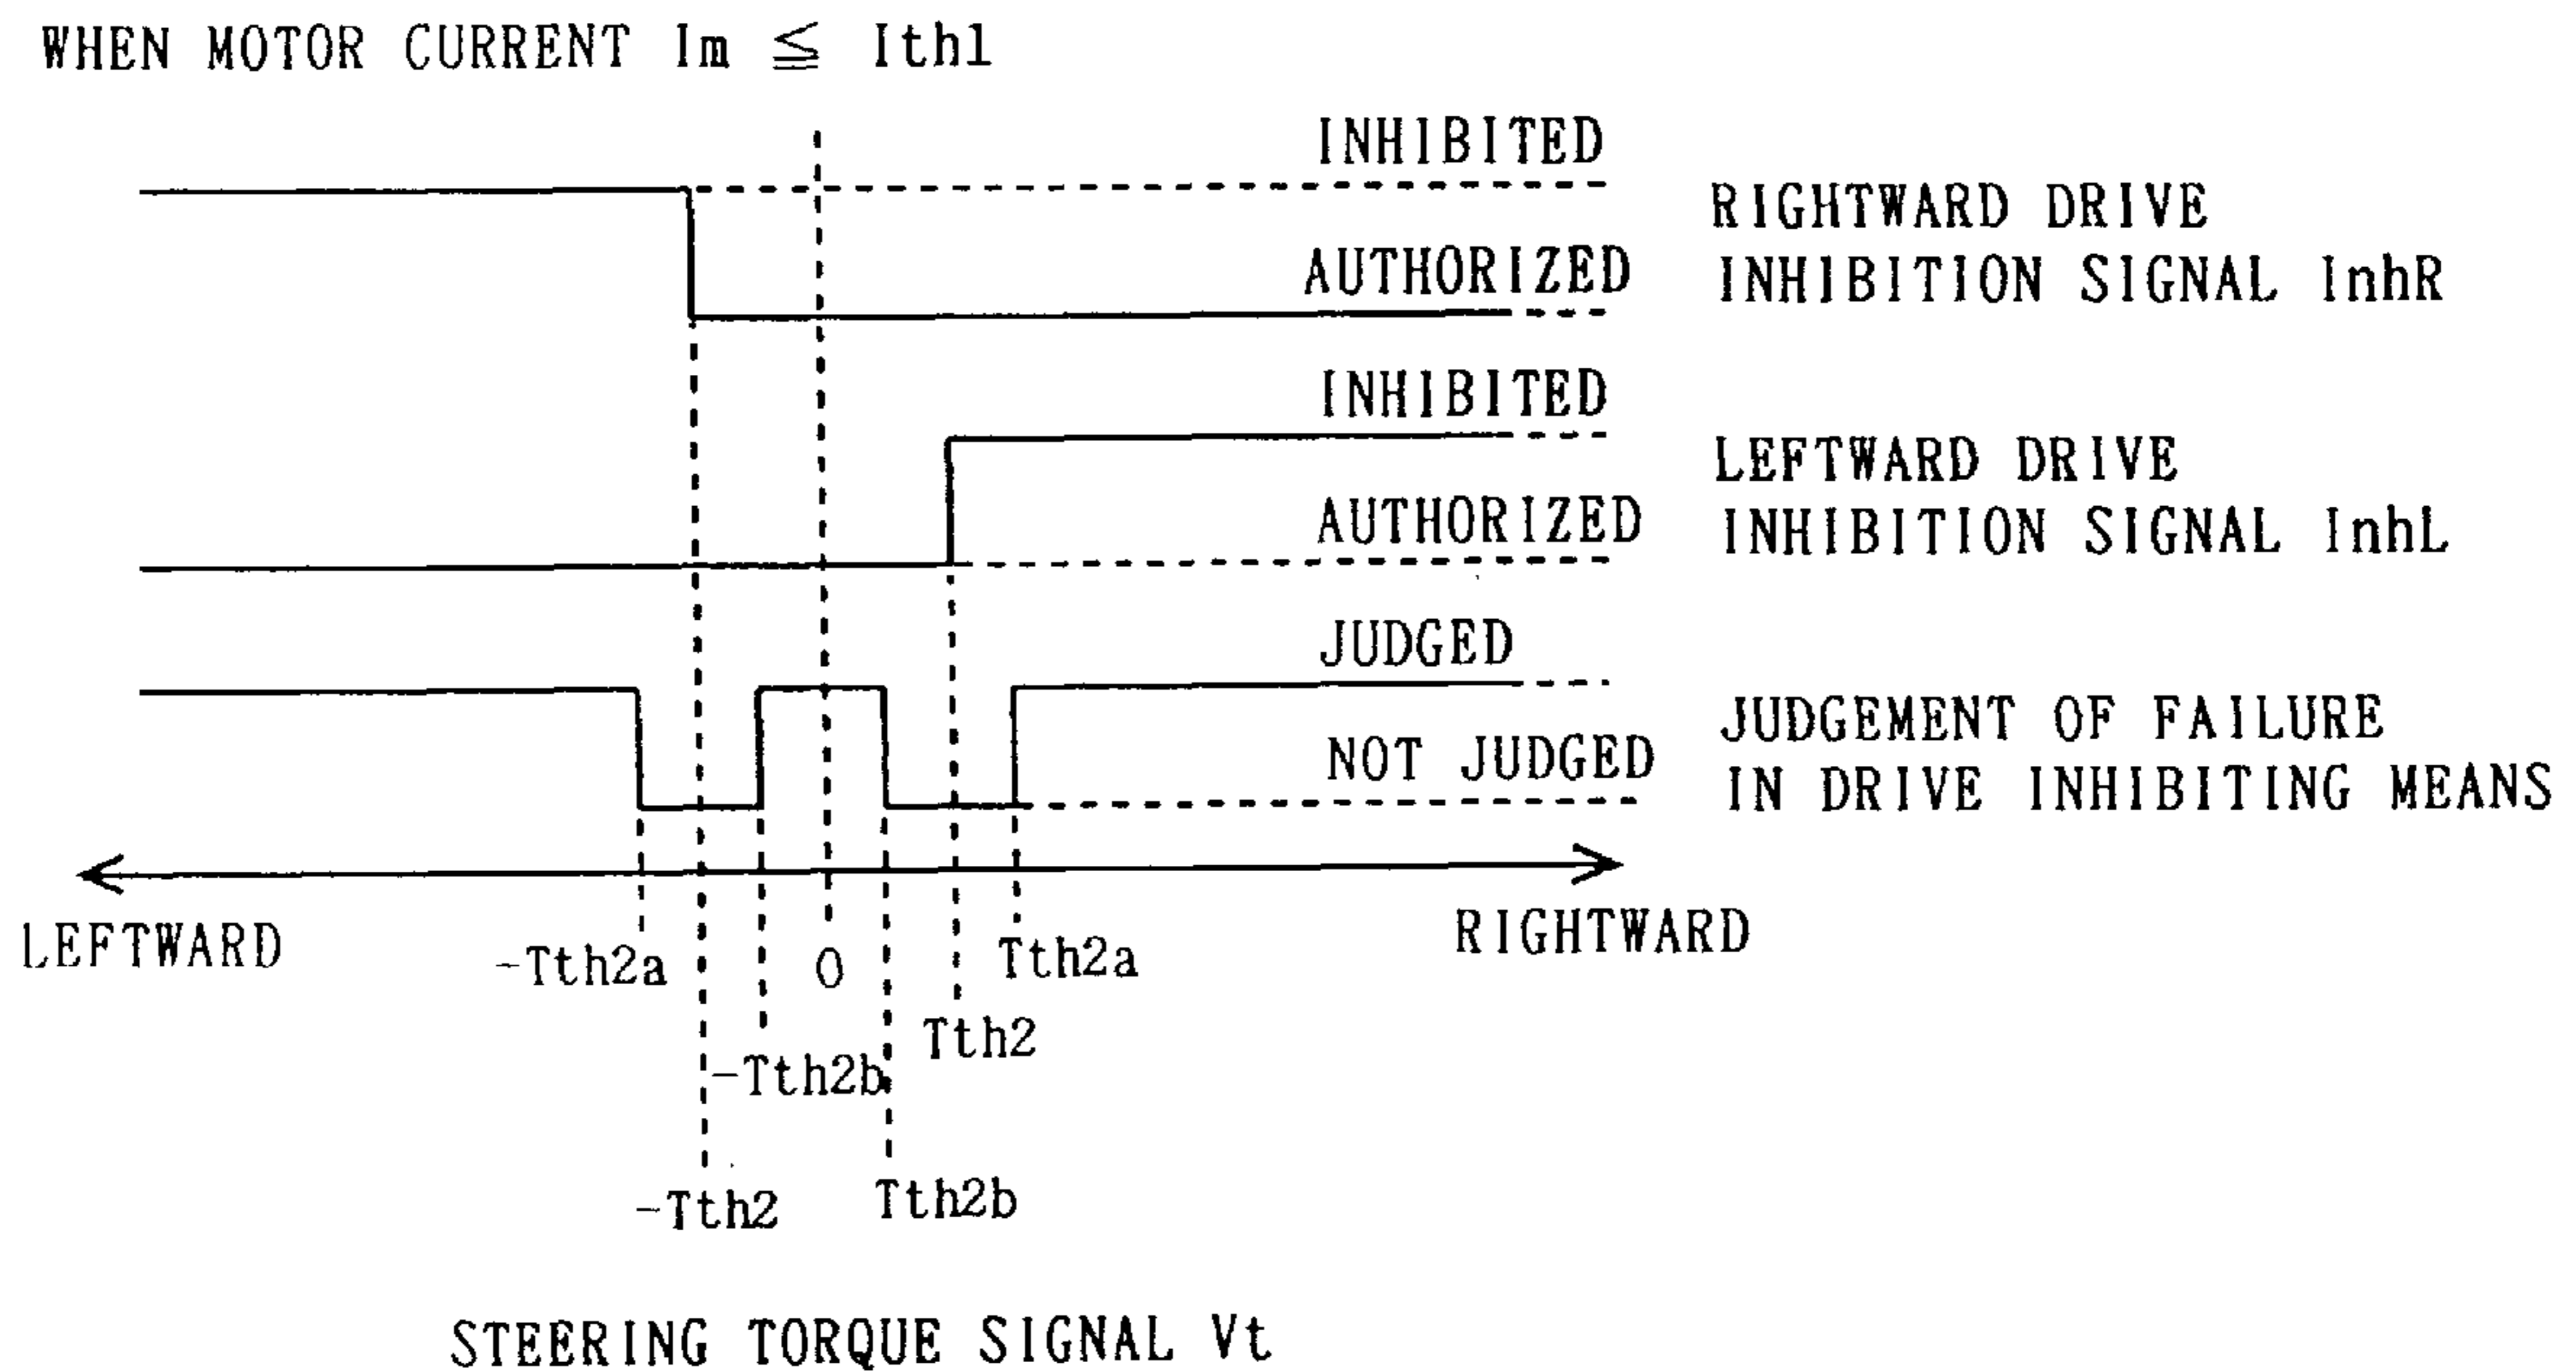 WHEN MOTOR CURRENT Im ≦ Ith1
INHIBITED
AUTHORIZED
RIGHTWARD DRIVE
INHIBITION SIGNAL InhR
INHIBITED
AUTHORIZED
LEFTWARD DRIVE
INHIBITION SIGNAL InhL
JUDGED
NOT JUDGED
JUDGEMENT OF FAILURE
IN DRIVE INHIBITING MEANS
LEFTWARD
RIGHTWARD
-Tth2a
0
Tth2a
-Tth2b
Tth2
-Tth2
Tth2b
STEERING TORQUE SIGNAL Vt